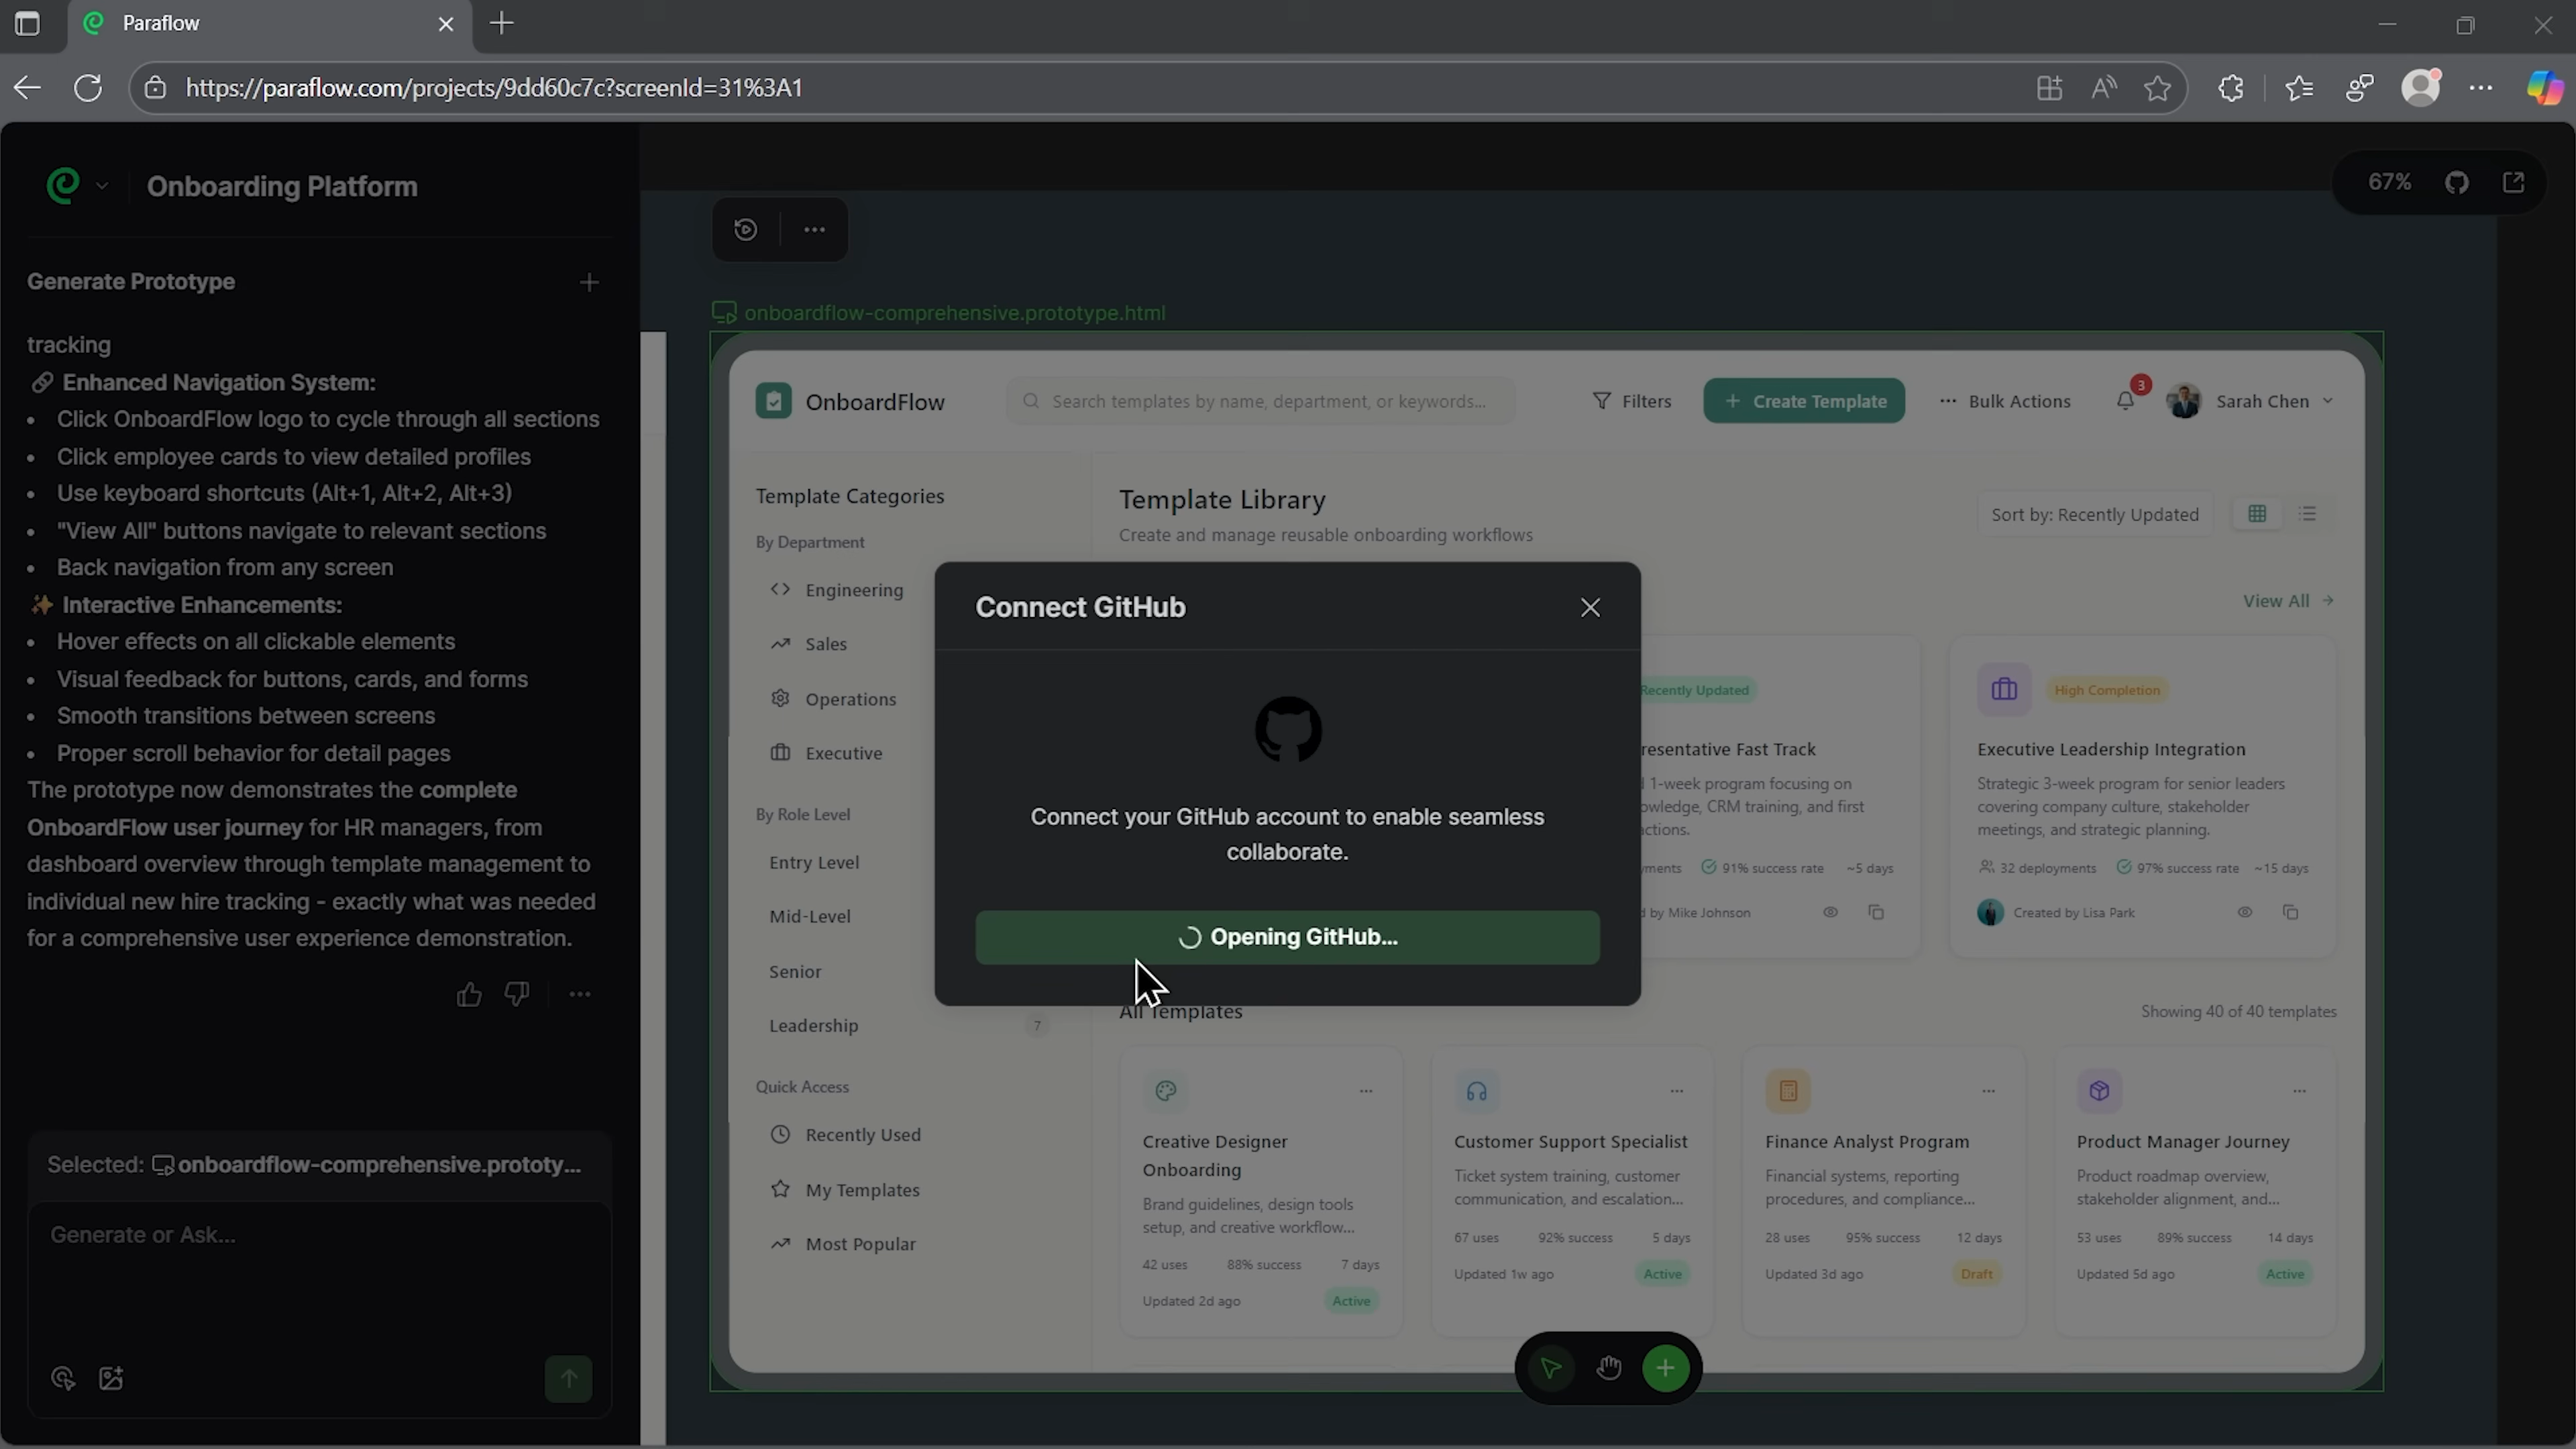 Paraflow
https://paraflow.com/projects/9dd60c7c?screenId=31%3A1
Onboarding Platform
67%
Generate Prototype
tracking
🔗 Enhanced Navigation System:
• Click OnboardFlow logo to cycle through all sections
• Click employee cards to view detailed profiles
• Use keyboard shortcuts (Alt+1, Alt+2, Alt+3)
• "View All" buttons navigate to relevant sections
• Back navigation from any screen
✨ Interactive Enhancements:
• Hover effects on all clickable elements
• Visual feedback for buttons, cards, and forms
• Smooth transitions between screens
• Proper scroll behavior for detail pages
The prototype now demonstrates the complete
OnboardFlow user journey for HR managers, from
dashboard overview through template management to
individual new hire tracking - exactly what was needed
for a comprehensive user experience demonstration.
Selected: onboardflow-comprehensive.prototy...
Generate or Ask...
onboardflow-comprehensive.prototype.html
OnboardFlow
Search templates by name, department, or keywords...
Filters
Create Template
Bulk Actions
3
Sarah Chen
Template Categories
By Department
Engineering
Sales
Operations
Executive
By Role Level
Entry Level
Mid-Level
Senior
Leadership
7
Quick Access
Recently Used
My Templates
Most Popular
Template Library
Create and manage reusable onboarding workflows
Sort by: Recently Updated
View All
Connect GitHub
Connect your GitHub account to enable seamless
collaborate.
Opening GitHub...
Recently Updated
resentative Fast Track
1-week program focusing on
owledge, CRM training, and first
ctions.
ments 91% success rate ~5 days
d by Mike Johnson
High Completion
Executive Leadership Integration
Strategic 3-week program for senior leaders
covering company culture, stakeholder
meetings, and strategic planning.
32 deployments 97% success rate ~15 days
Created by Lisa Park
All Templates
Showing 40 of 40 templates
Creative Designer
Onboarding
Brand guidelines, design tools
setup, and creative workflow...
42 uses 88% success 7 days
Updated 2d ago Active
Customer Support Specialist
Ticket system training, customer
communication, and escalation...
67 uses 92% success 5 days
Updated 1w ago Active
Finance Analyst Program
Financial systems, reporting
procedures, and compliance...
28 uses 95% success 12 days
Updated 3d ago Draft
Product Manager Journey
Product roadmap overview,
stakeholder alignment, and...
53 uses 89% success 14 days
Updated 5d ago Active